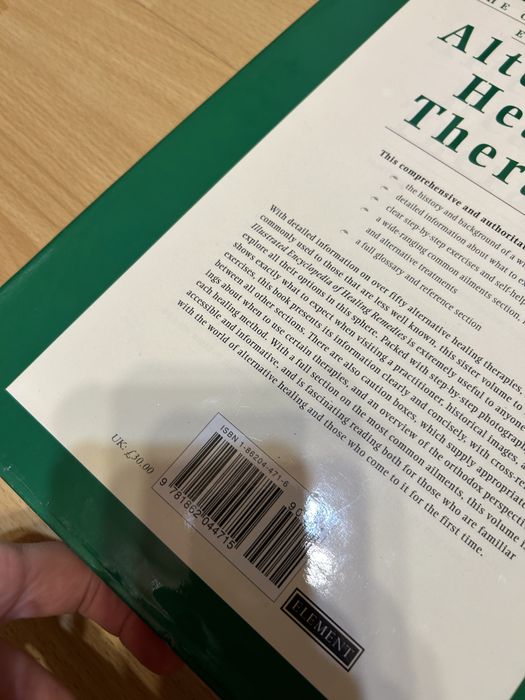 HE
E
Alt
He
Ther
This comprehensive and authorite
the history and background of a w
detailed information about what to e
clear step-by-step exercises and self-he
a wide-ranging common ailments section,
and alternative treatments
a full glossary and reference section
With detailed information on over fifty alternative healing therapies,
commonly used to those that are less well known, this sister volume to
Illustrated Encyclopedia of Healing Remedies is extremely useful to anyone
explore all their options in this sphere. Packed with step-by-step photograp
shows exactly what to expect when visiting a practitioner, historical images,
exercises, this book presents its information clearly and concisely, with cross-re
between all other sections. There are also caution boxes, which supply appropriat
ings about when to use certain therapies, and an overview of the orthodox perspecti
each healing method. With a full section on the most common ailments, this volume i
accessible and informative, and is fascinating reading both for those who are familiar
with the world of alternative healing and those who come to it for the first time.
UK: £30.00
ISBN 1-86204-471-6
9 781862 044715
ELEMENT